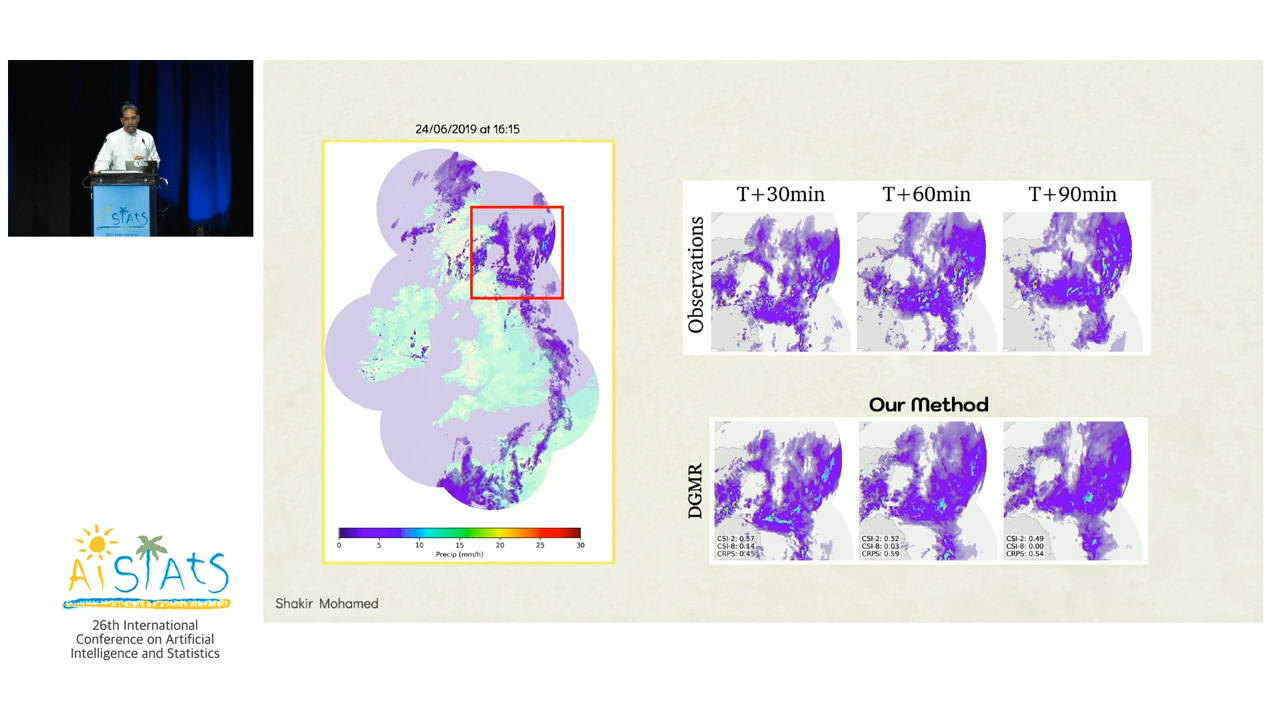 24/06/2019 at 16:15
0 5 10 15 20 25 30
Precip (mm/h)
T+30min T+60min T+90min
Observations
Our Method
DGMR
CSI-2: 0.57
CSI-8: 0.14
CRPS: 0.45
CSI-2: 0.52
CSI-8: 0.03
CRPS: 0.59
CSI-2: 0.49
CSI-8: 0.00
CRPS: 0.54
Shakir Mohamed
AISTATS
AiSTATS
26th International
Conference on Artificial
Intelligence and Statistics